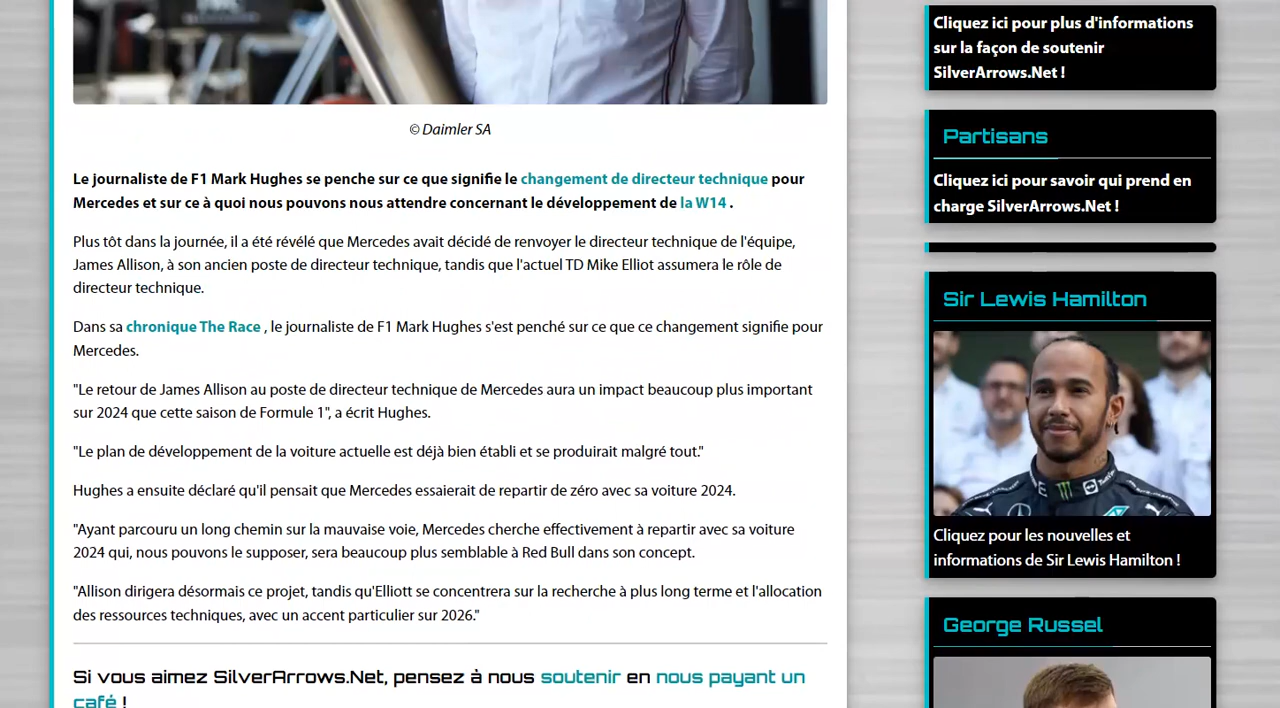 © Daimler SA
Le journaliste de F1 Mark Hughes se penche sur ce que signifie le changement de directeur technique pour
Mercedes et sur ce à quoi nous pouvons nous attendre concernant le développement de la W14 .
Plus tôt dans la journée, il a été révélé que Mercedes avait décidé de renvoyer le directeur technique de l'équipe,
James Allison, à son ancien poste de directeur technique, tandis que l'actuel TD Mike Elliot assumera le rôle de
directeur technique.
Dans sa chronique The Race , le journaliste de F1 Mark Hughes s'est penché sur ce que ce changement signifie pour
Mercedes.
"Le retour de James Allison au poste de directeur technique de Mercedes aura un impact beaucoup plus important
sur 2024 que cette saison de Formule 1", a écrit Hughes.
"Le plan de développement de la voiture actuelle est déjà bien établi et se produirait malgré tout."
Hughes a ensuite déclaré qu'il pensait que Mercedes essaierait de repartir de zéro avec sa voiture 2024.
"Ayant parcouru un long chemin sur la mauvaise voie, Mercedes cherche effectivement à repartir avec sa voiture
2024 qui, nous pouvons le supposer, sera beaucoup plus semblable à Red Bull dans son concept.
"Allison dirigera désormais ce projet, tandis qu'Elliott se concentrera sur la recherche à plus long terme et l'allocation
des ressources techniques, avec un accent particulier sur 2026."
Si vous aimez SilverArrows.Net, pensez à nous soutenir en nous payant un
café !
Cliquez ici pour plus d'informations
sur la façon de soutenir
SilverArrows.Net !
Partisans
Cliquez ici pour savoir qui prend en
charge SilverArrows.Net !
Sir Lewis Hamilton
Cliquez pour les nouvelles et
informations de Sir Lewis Hamilton !
George Russel